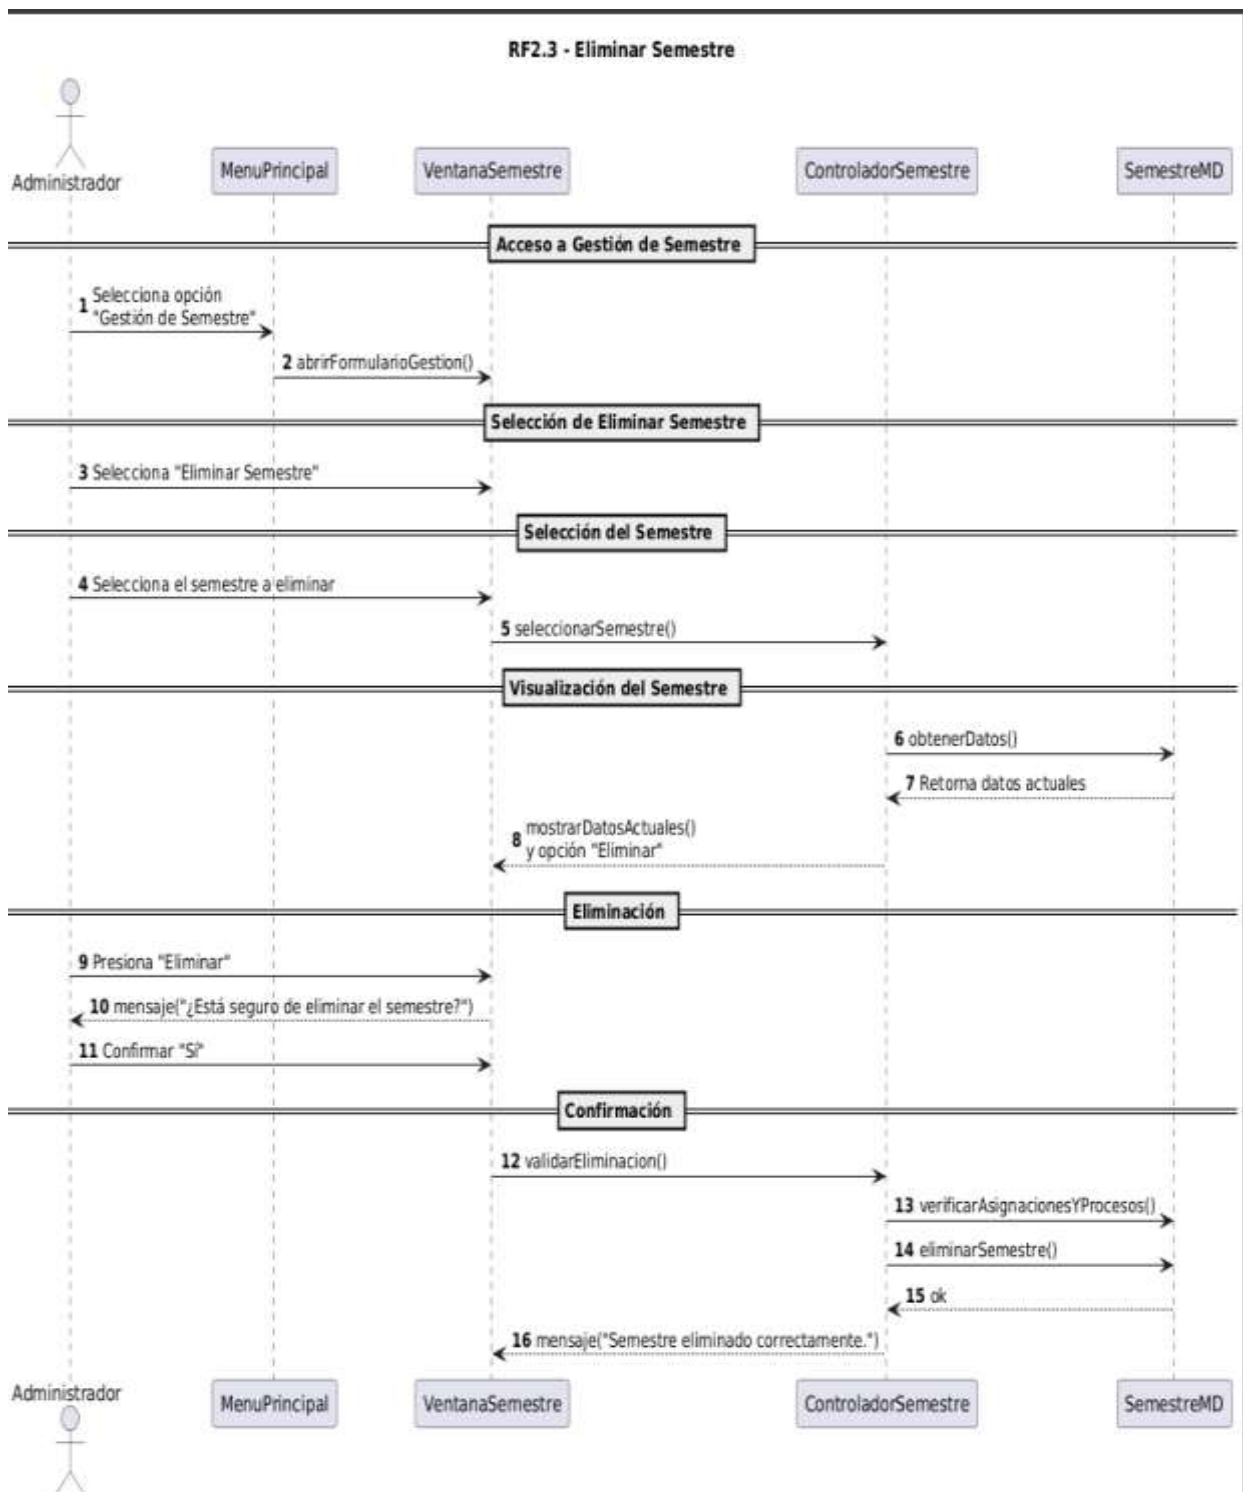 RF2.3 - Eliminar Semestre
Administrador
MenuPrincipal
VentanaSemestre
ControladorSemestre
SemestreMD
Acceso a Gestión de Semestre
1 Selecciona opción
"Gestión de Semestre"
2 abrirFormularioGestion()
Selección de Eliminar Semestre
3 Selecciona "Eliminar Semestre"
Selección del Semestre
4 Selecciona el semestre a eliminar
5 seleccionarSemestre()
Visualización del Semestre
6 obtenerDatos()
7 Retorna datos actuales
8 mostrarDatosActuales()
y opción "Eliminar"
Eliminación
9 Presiona "Eliminar"
10 mensaje("¿Está seguro de eliminar el semestre?")
11 Confirmar "Sí"
Confirmación
12 validarEliminacion()
13 verificarAsignacionesYProcesos()
14 eliminarSemestre()
15 ok
16 mensaje("Semestre eliminado correctamente.")
Administrador
MenuPrincipal
VentanaSemestre
ControladorSemestre
SemestreMD